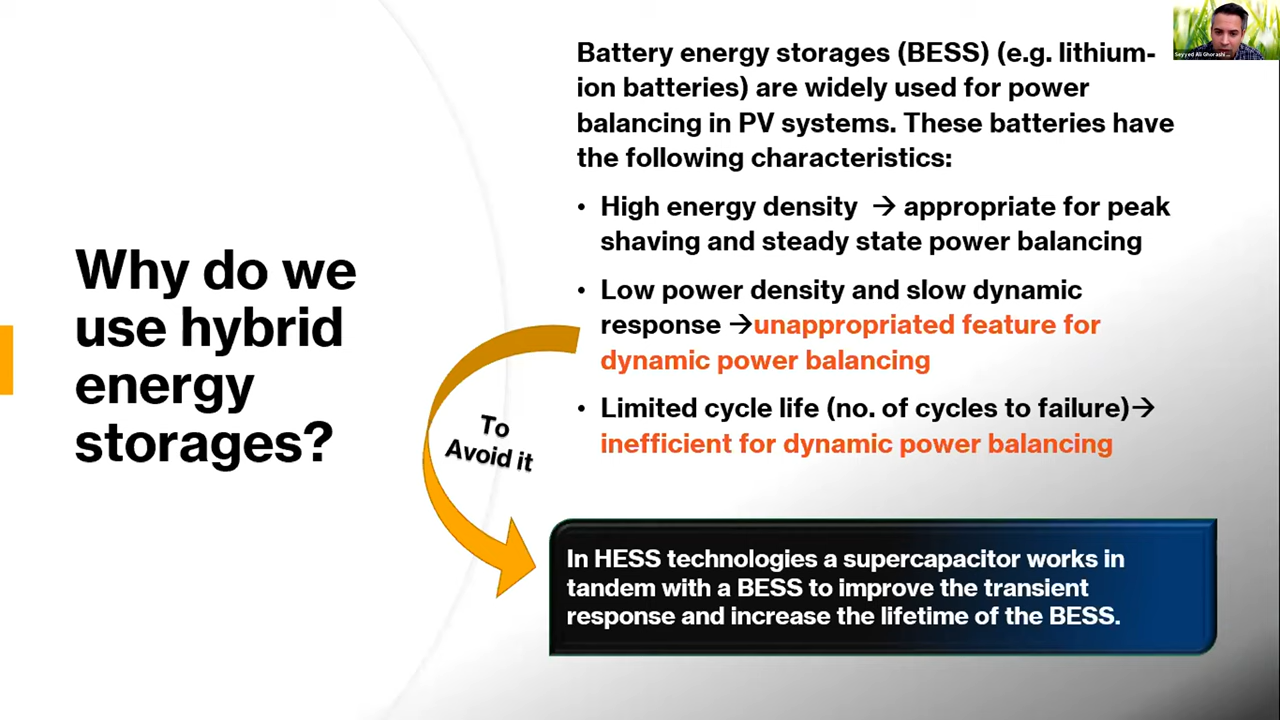 Why do we
use hybrid
energy
storages?
Battery energy storages (BESS) (e.g. lithium-
ion batteries) are widely used for power
balancing in PV systems. These batteries have
the following characteristics:
• High energy density → appropriate for peak
shaving and steady state power balancing
• Low power density and slow dynamic
response →unappropriated feature for
dynamic power balancing
• Limited cycle life (no. of cycles to failure)→
inefficient for dynamic power balancing
To
Avoid it
In HESS technologies a supercapacitor works in
tandem with a BESS to improve the transient
response and increase the lifetime of the BESS.
Seyyed Ali Ghorashi...